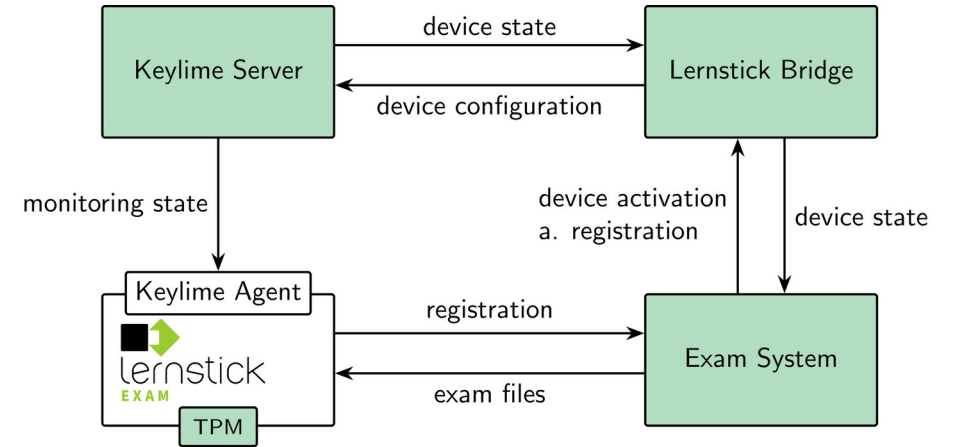 device state
Keylime Server
Lernstick Bridge
device configuration
monitoring state
device activation
a. registration
device state
Keylime Agent
registration
lernstick
EXAM
Exam System
exam files
TPM